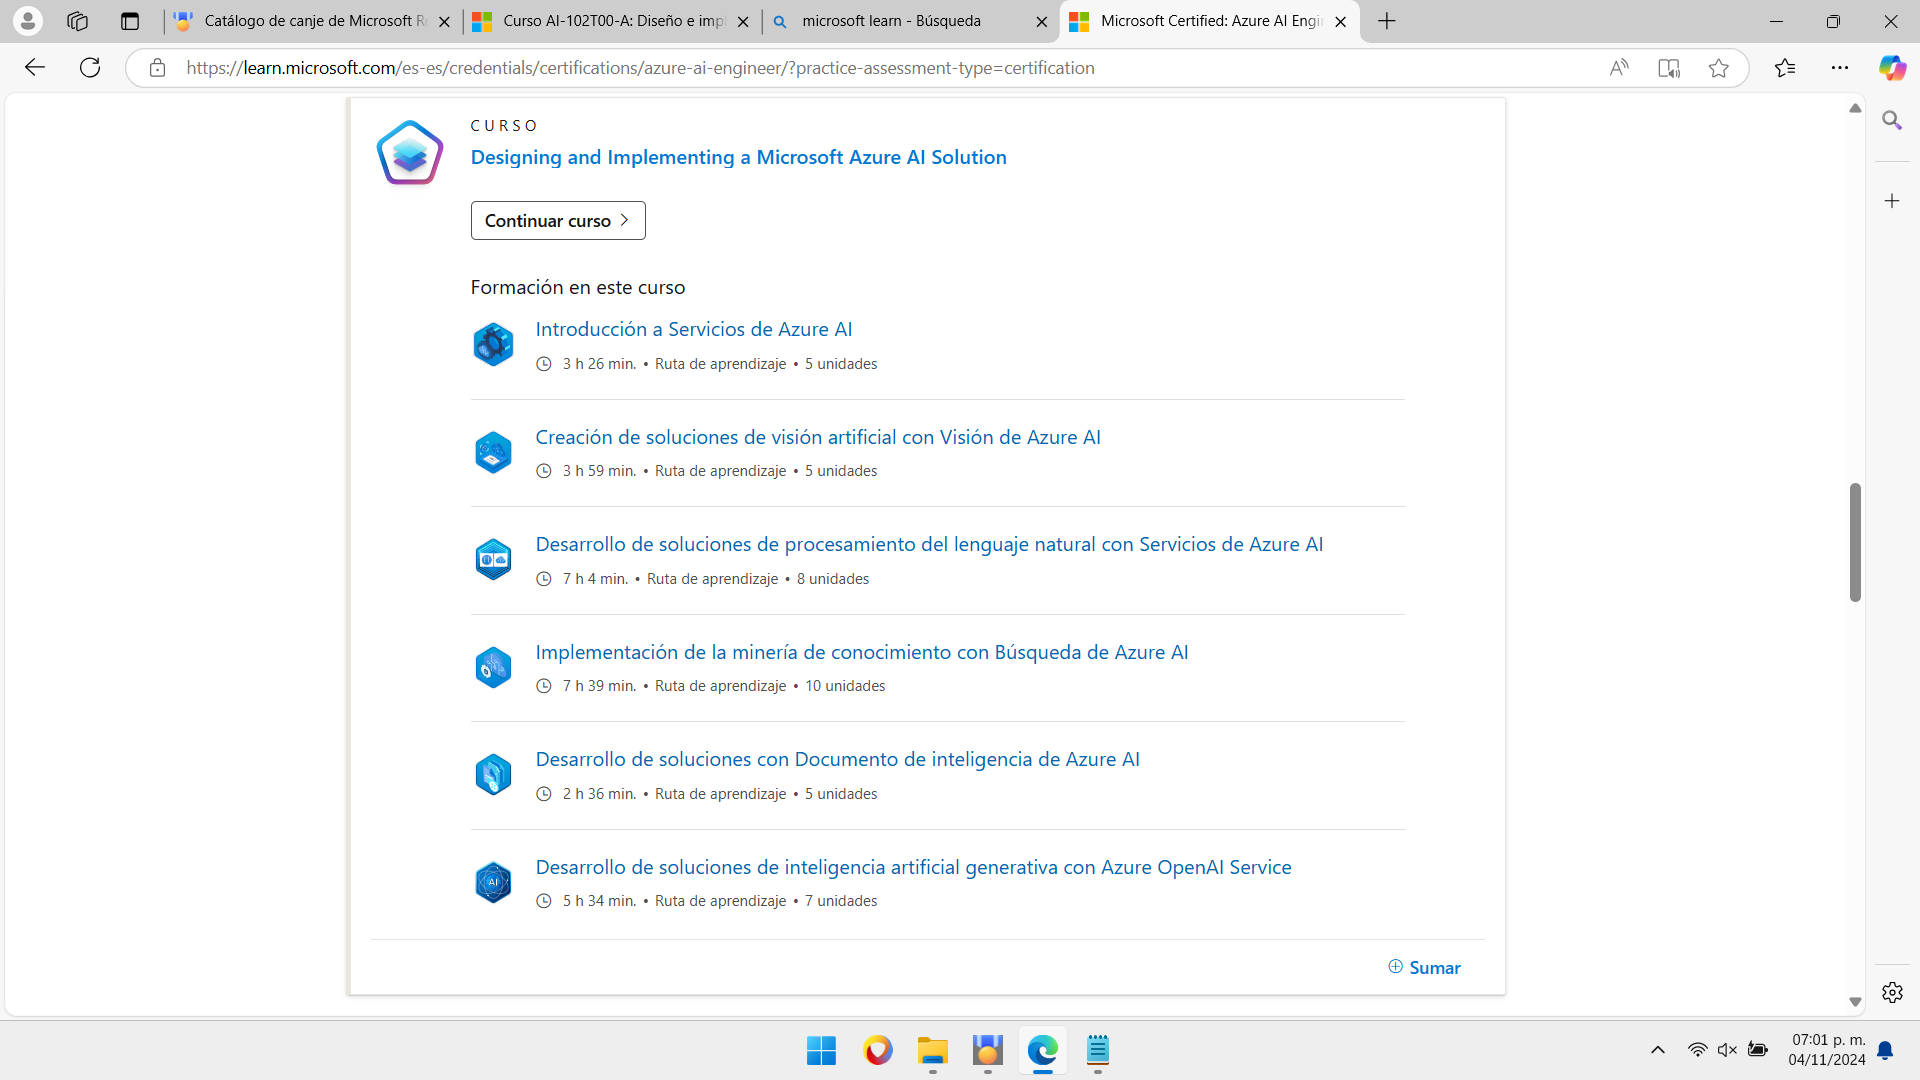 Catálogo de canje de Microsoft Re
Curso AI-102T00-A: Diseño e impl
microsoft learn - Búsqueda
Microsoft Certified: Azure AI Engin
https://learn.microsoft.com/es-es/credentials/certifications/azure-ai-engineer/?practice-assessment-type=certification
CURSO
Designing and Implementing a Microsoft Azure AI Solution
Continuar curso
Formación en este curso
Introducción a Servicios de Azure AI
3 h 26 min. • Ruta de aprendizaje • 5 unidades
Creación de soluciones de visión artificial con Visión de Azure AI
3 h 59 min. • Ruta de aprendizaje • 5 unidades
Desarrollo de soluciones de procesamiento del lenguaje natural con Servicios de Azure AI
7 h 4 min. • Ruta de aprendizaje • 8 unidades
Implementación de la minería de conocimiento con Búsqueda de Azure AI
7 h 39 min. • Ruta de aprendizaje • 10 unidades
Desarrollo de soluciones con Documento de inteligencia de Azure AI
2 h 36 min. • Ruta de aprendizaje • 5 unidades
AI
Desarrollo de soluciones de inteligencia artificial generativa con Azure OpenAI Service
5 h 34 min. • Ruta de aprendizaje • 7 unidades
Sumar
07:01 p. m.
04/11/2024